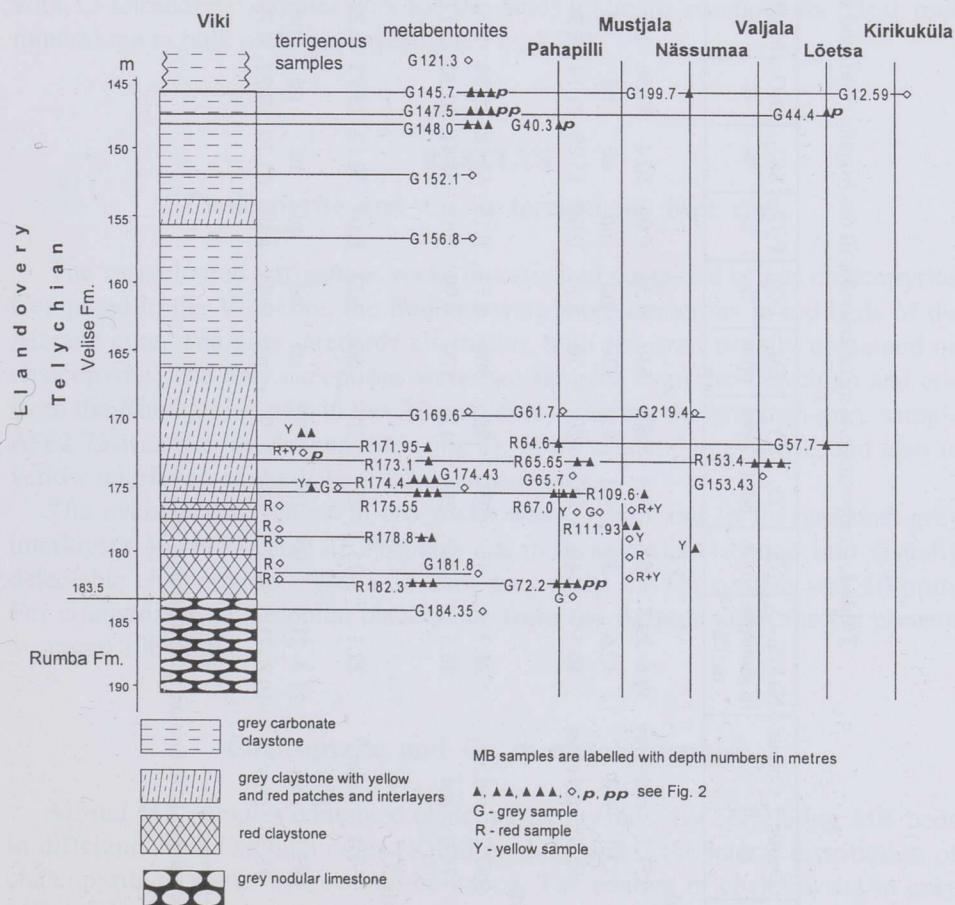 Viki
terrigenous
samples
metabentonites
Pahapilli
Mustjala
Nässumaa
Valjala
Lõetsa
Kirikuküla
m
145
150
155
160
165
170
175
180
183.5
185
190
Llandovery
Telychian
Velise Fm.
Rumba Fm.
G121.3
G145.7 p
G199.7
G12.59
G147.5 pp
G44.4 p
G148.0
G40.3 p
G152.1
G156.8
G169.6
G61.7
G219.4
Y
R171.95
R64.6
G57.7
R+Y p
R173.1
R65.65
R153.4
Y G
R174.4
G174.43
G65.7
G153.43
R175.55
R67.0
R109.6
R
Y G
R+Y
R
R111.93
R
R178.8
Y
Y
R
R
G181.8
R
R182.3
G72.2 pp
R+Y
G184.35
grey carbonate
claystone
grey claystone with yellow
and red patches and interlayers
red claystone
grey nodular limestone
MB samples are labelled with depth numbers in metres
▲, ▲▲, ▲▲▲, ◇, p, pp see Fig. 2
G - grey sample
R - red sample
Y - yellow sample